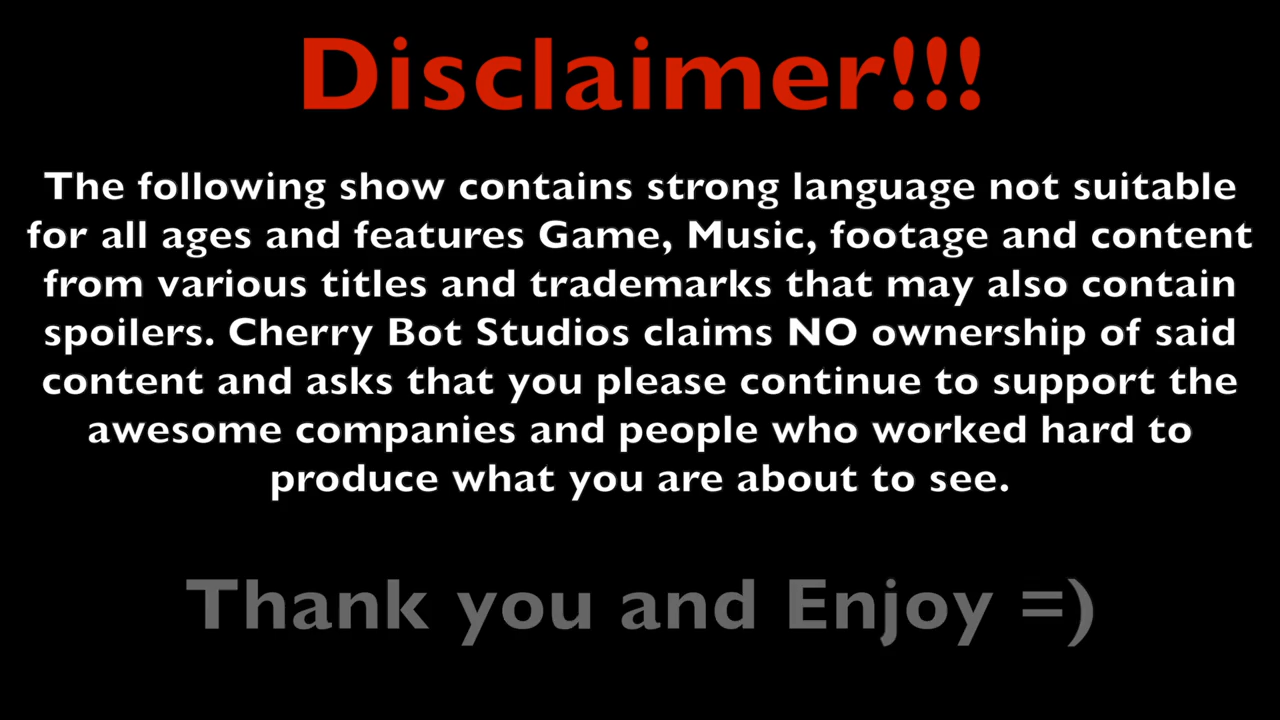 Disclaimer!!!
The following show contains strong language not suitable
for all ages and features Game, Music, footage and content
from various titles and trademarks that may also contain
spoilers. Cherry Bot Studios claims NO ownership of said
content and asks that you please continue to support the
awesome companies and people who worked hard to
produce what you are about to see.
Thank you and Enjoy =)